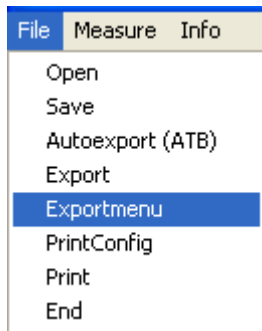 File Measure Info
Open
Save
Autoexport (ATB)
Export
Exportmenu
PrintConfig
Print
End